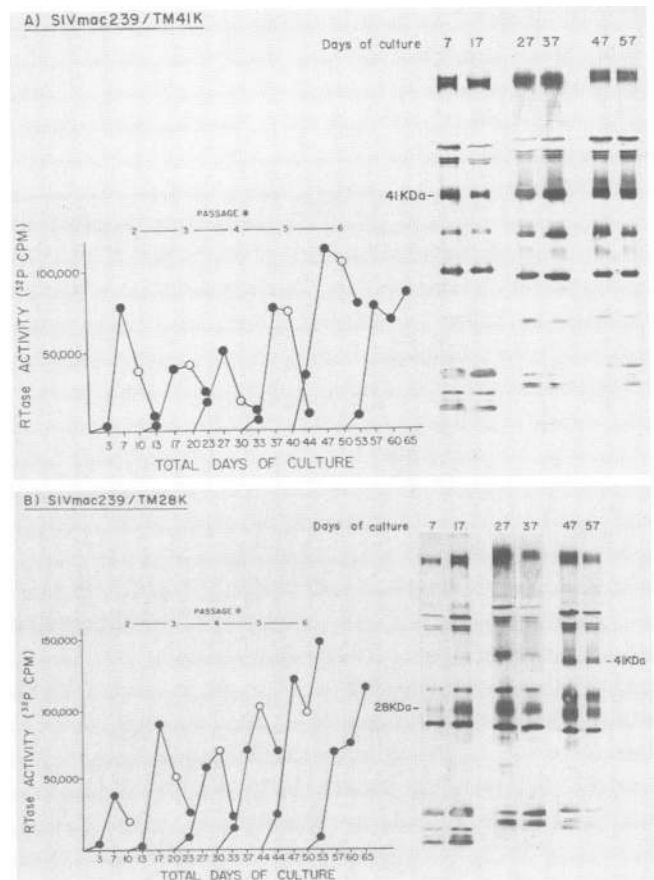 A) SIVmac239/TM41K
Days of culture 7 17 27 37 47 57
41KDa-
RTase ACTIVITY (³²P CPM)
PASSAGE *
2 3 4 5 6
100,000
50,000
3 7 10 13 17 20 23 27 30 33 37 40 44 47 50 53 57 60 65
TOTAL DAYS OF CULTURE
B) SIVmac239/TM28K
Days of culture 7 17 27 37 47 57
-41KDa
28KDa-
RTase ACTIVITY (³²P CPM)
PASSAGE *
2 3 4 5 6
150,000
100,000
50,000
3 7 10 13 17 20 23 27 30 33 37 44 44 47 50 53 57 60 65
TOTAL DAYS OF CULTURE